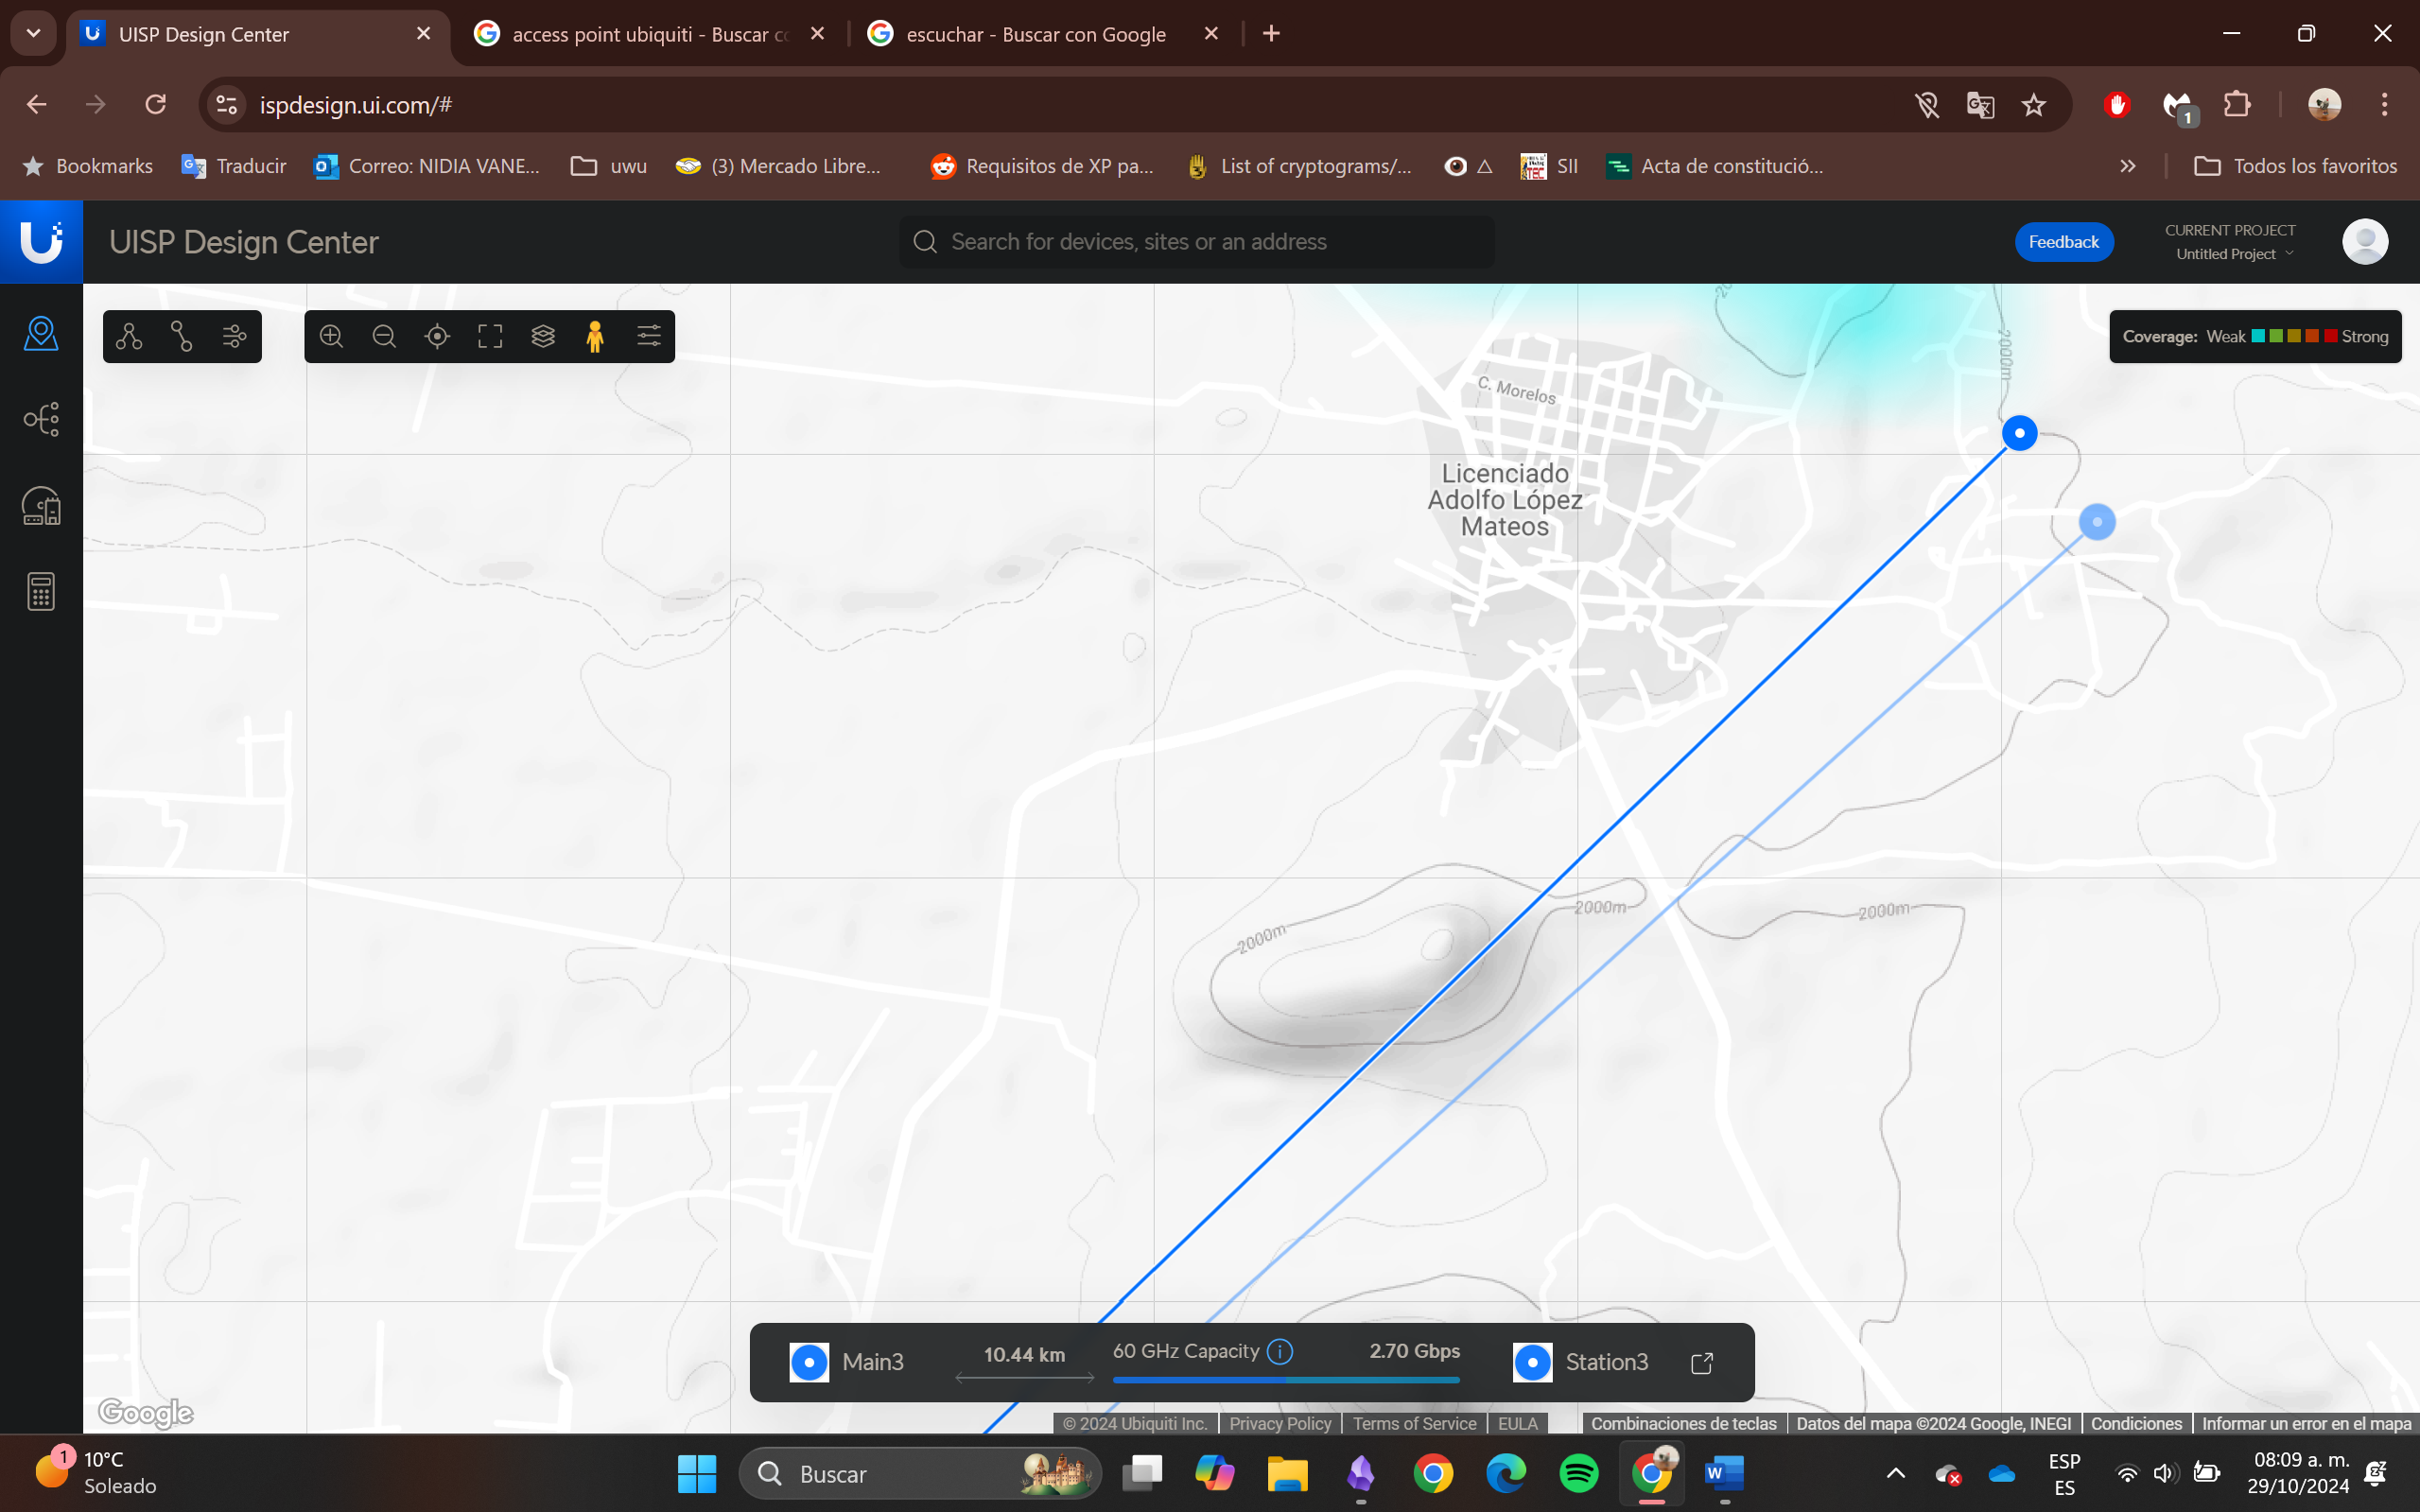 UISP Design Center
access point ubiquiti - Buscar co
escuchar - Buscar con Google
ispdesign.ui.com/#
1
Bookmarks
Traducir
Correo: NIDIA VANE...
uwu
(3) Mercado Libre...
Requisitos de XP pa...
List of cryptograms/...
SII
Acta de constitució...
Todos los favoritos
UISP Design Center
Search for devices, sites or an address
Feedback
CURRENT PROJECT
Untitled Project
Coverage: Weak Strong
2000m
C. Morelos
Licenciado
Adolfo López
Mateos
2000m
2000m
2000m
Main3
10.44 km
60 GHz Capacity
2.70 Gbps
Station3
Google
© 2024 Ubiquiti Inc.
Privacy Policy
Terms of Service
EULA
Combinaciones de teclas
Datos del mapa ©2024 Google, INEGI
Condiciones
Informar un error en el mapa
1
10°C
Soleado
Buscar
ESP
ES
08:09 a. m.
29/10/2024